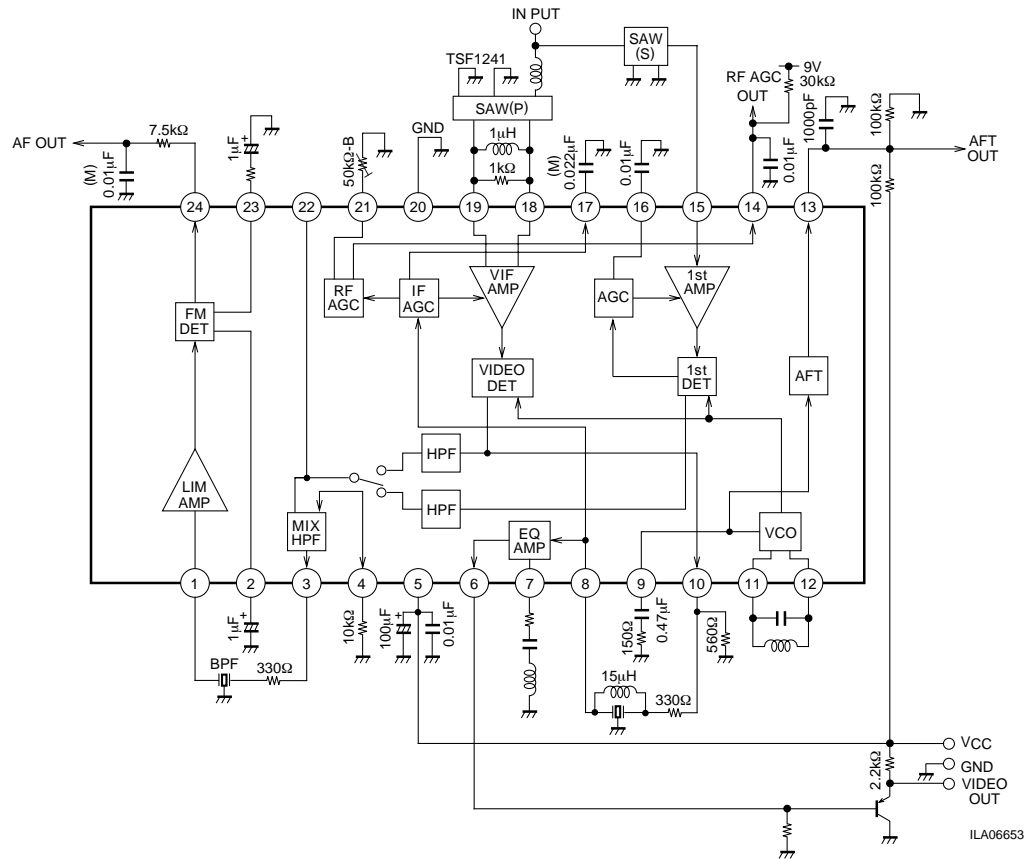 IN PUT
SAW
(S)
TSF1241
SAW(P)
9V
30kΩ
RF AGC
OUT
1000pF
100kΩ
AF OUT
7.5kΩ
(M)
0.01μF
1μF
+
50kΩ-B
GND
1μH
1kΩ
(M)
0.022μF
0.01μF
0.01μF
AFT
OUT
100kΩ
24
23
22
21
20
19
18
17
16
15
14
13
RF
AGC
IF
AGC
VIF
AMP
AGC
1st
AMP
FM
DET
VIDEO
DET
1st
DET
AFT
HPF
HPF
LIM
AMP
MIX
HPF
EQ
AMP
VCO
1
2
3
4
5
6
7
8
9
10
11
12
1μF
+
10kΩ
100μF
+
0.01μF
150Ω
0.47μF
560Ω
BPF
330Ω
15μH
330Ω
VCC
GND
2.2kΩ
VIDEO
OUT
ILA06653